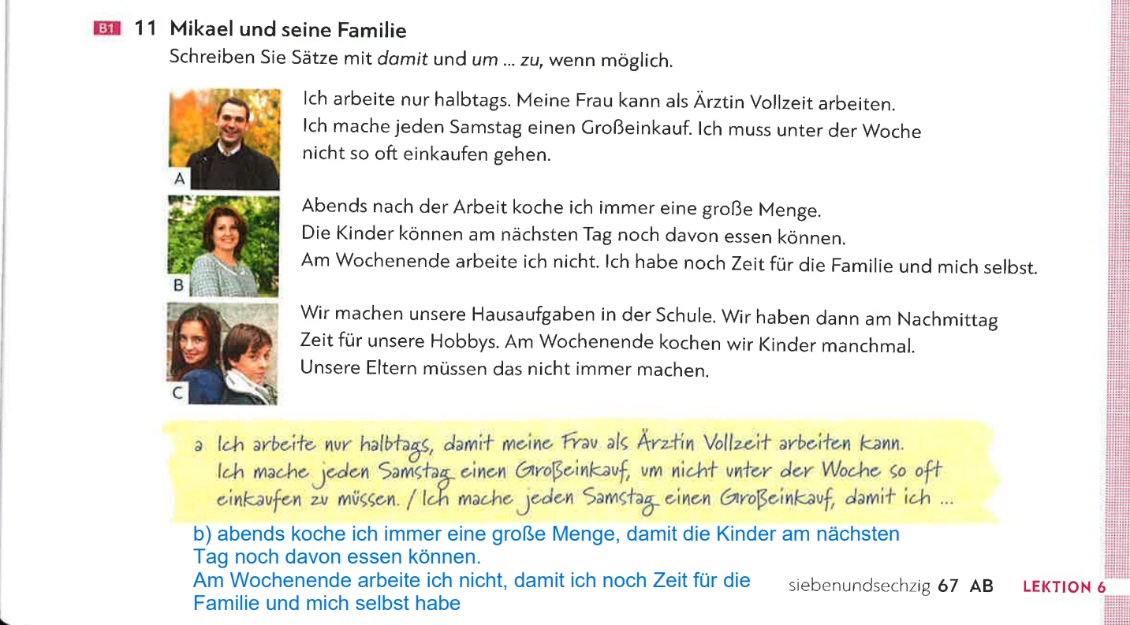 B1 11 Mikael und seine Familie
Schreiben Sie Sätze mit damit und um ... zu, wenn möglich.
Ich arbeite nur halbtags. Meine Frau kann als Ärztin Vollzeit arbeiten.
Ich mache jeden Samstag einen Großeinkauf. Ich muss unter der Woche
nicht so oft einkaufen gehen.
A
Abends nach der Arbeit koche ich immer eine große Menge.
Die Kinder können am nächsten Tag noch davon essen können.
Am Wochenende arbeite ich nicht. Ich habe noch Zeit für die Familie und mich selbst.
B
Wir machen unsere Hausaufgaben in der Schule. Wir haben dann am Nachmittag
Zeit für unsere Hobbys. Am Wochenende kochen wir Kinder manchmal.
Unsere Eltern müssen das nicht immer machen.
C
a Ich arbeite nur halbtags, damit meine Frau als Ärztin Vollzeit arbeiten kann.
Ich mache jeden Samstag einen Großeinkauf, um nicht unter der Woche so oft
einkaufen zu müssen. / Ich mache jeden Samstag einen Großeinkauf, damit ich ...
b) abends koche ich immer eine große Menge, damit die Kinder am nächsten
Tag noch davon essen können.
Am Wochenende arbeite ich nicht, damit ich noch Zeit für die
Familie und mich selbst habe
siebenundsechzig 67 AB LEKTION 6